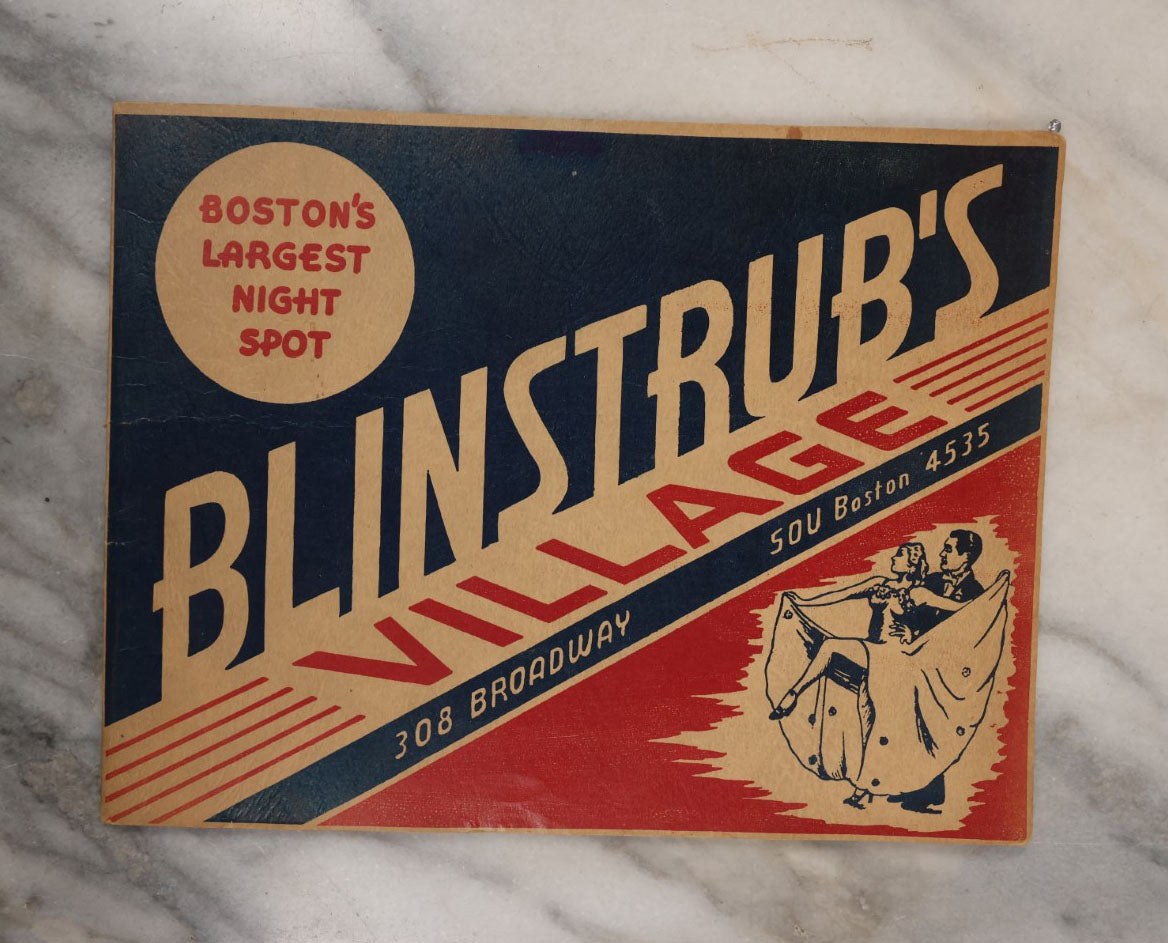 BOSTON'S
LARGEST
NIGHT
SPOT
BLINSTRUB'S
VILLAGE
308 BROADWAY SOU Boston 4535